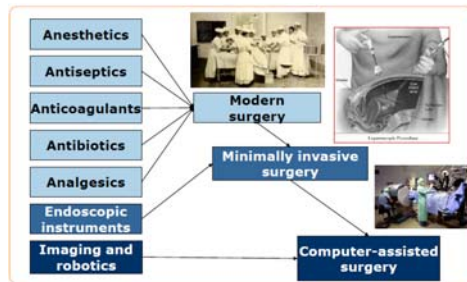 Anesthetics
Antiseptics
Anticoagulants
Antibiotics
Analgesics
Endoscopic
instruments
Imaging and
robotics
Modern
surgery
Minimally invasive
surgery
Computer-assisted
surgery